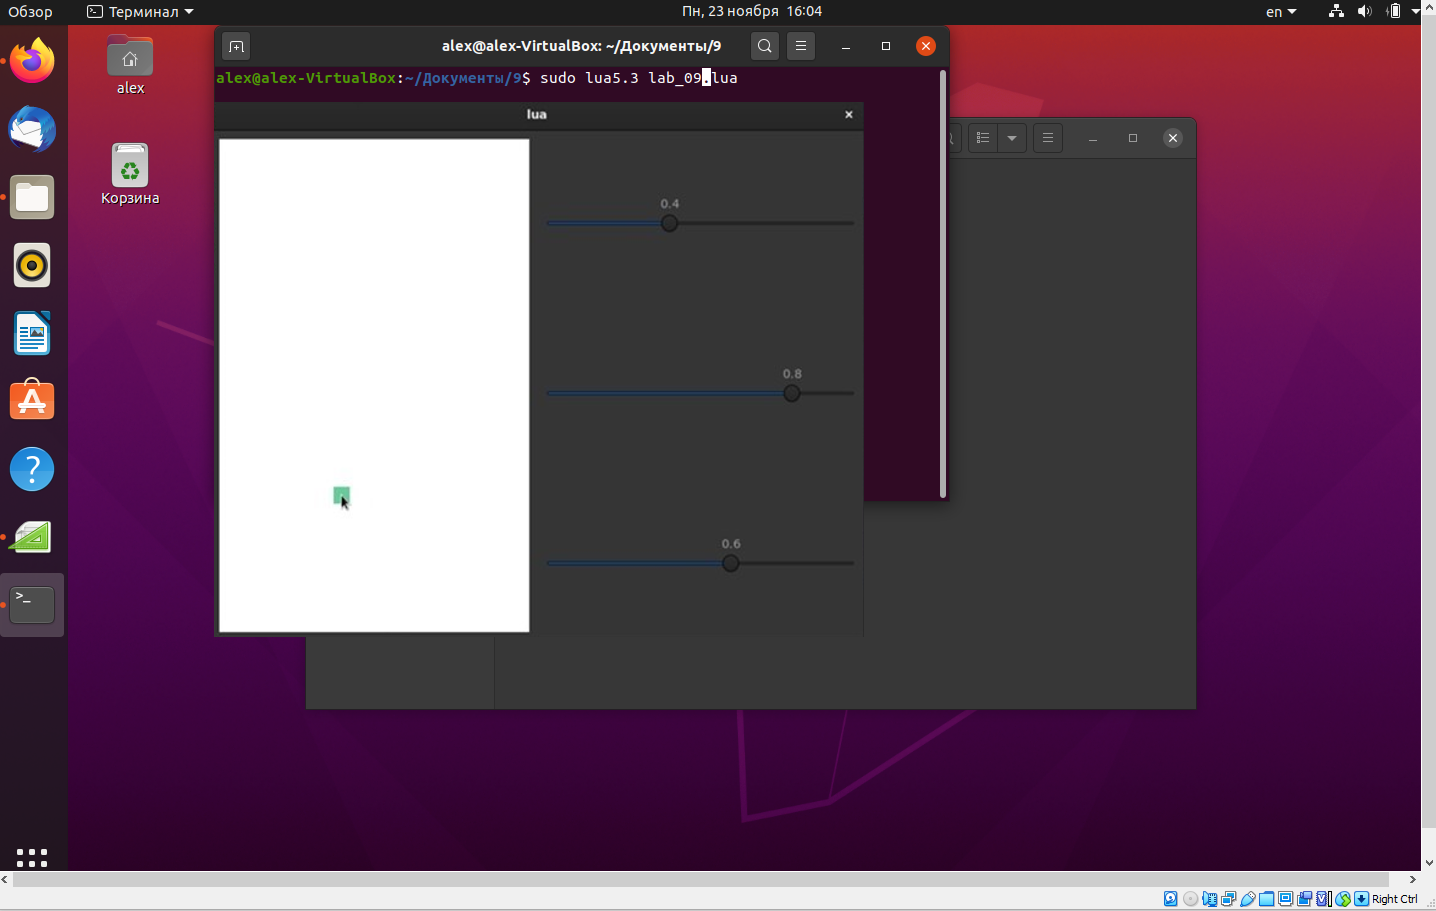 Обзор
Терминал
Пн, 23 ноября 16:04
en
alex
Корзина
alex@alex-VirtualBox: ~/Документы/9
alex@alex-VirtualBox:~/Документы/9$ sudo lua5.3 lab_09.lua
lua
0.4
0.8
0.6
>_
Right Ctrl